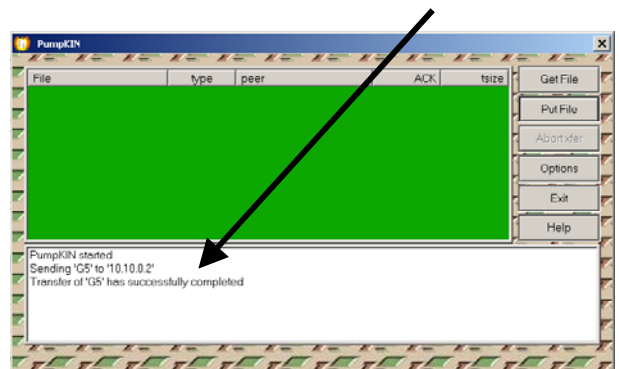 PumpKIN
File type peer ACK tsize
Get File
Put File
Abort xfer
Options
Exit
Help
PumpKIN started
Sending 'G5' to '10.10.0.2'
Transfer of 'G5' has successfully completed